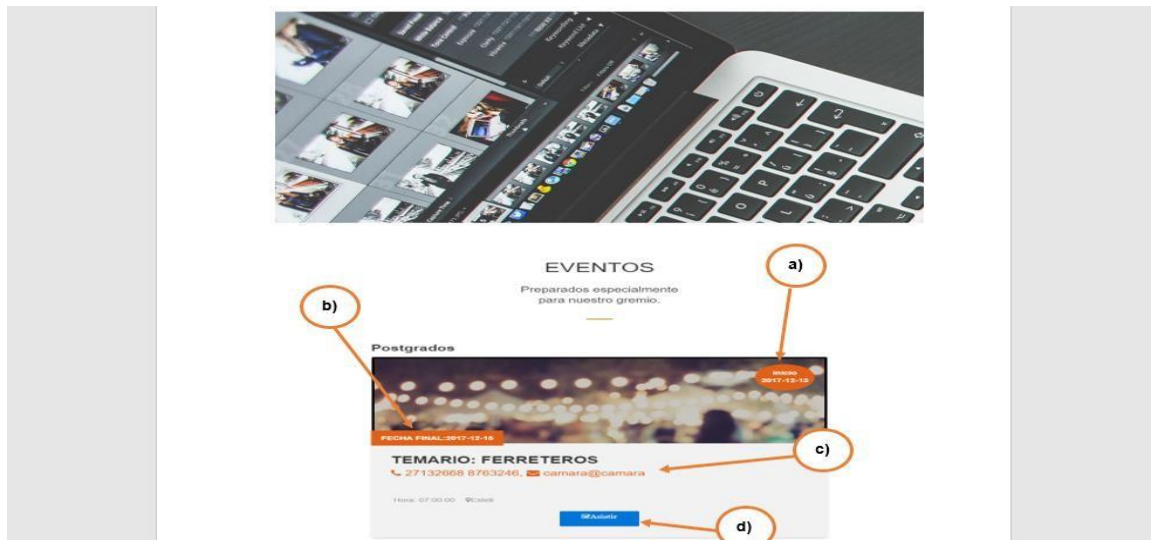 EVENTOS
a)
Preparados especialmente
para nuestro gremio.
b)
Postgrados
Inicio
2017-12-13
FECHA FINAL:2017-12-15
TEMARIO: FERRETEROS
27132668 8763246, camara@camara
c)
Hora: 07:00:00 Estelí
Asistir
d)